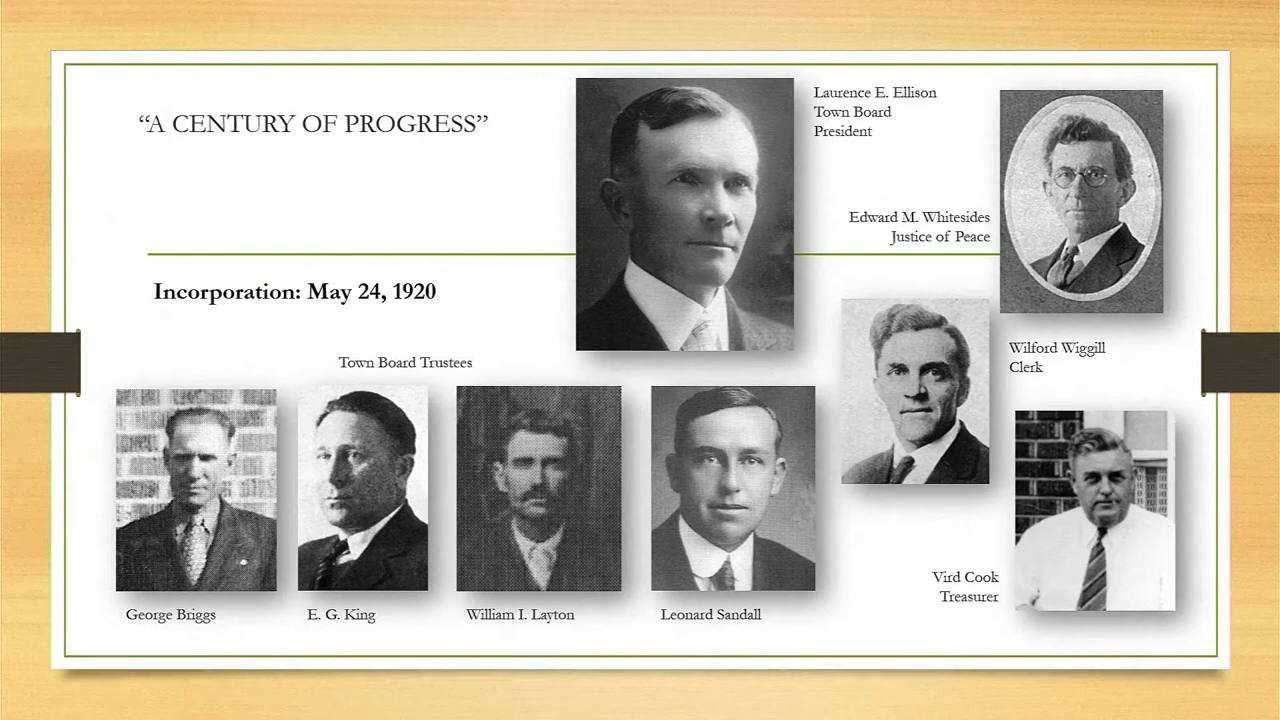 “A CENTURY OF PROGRESS”
Laurence E. Ellison
Town Board
President
Edward M. Whitesides
Justice of Peace
Incorporation: May 24, 1920
Wilford Wiggill
Clerk
Town Board Trustees
George Briggs
E. G. King
William I. Layton
Leonard Sandall
Vird Cook
Treasurer